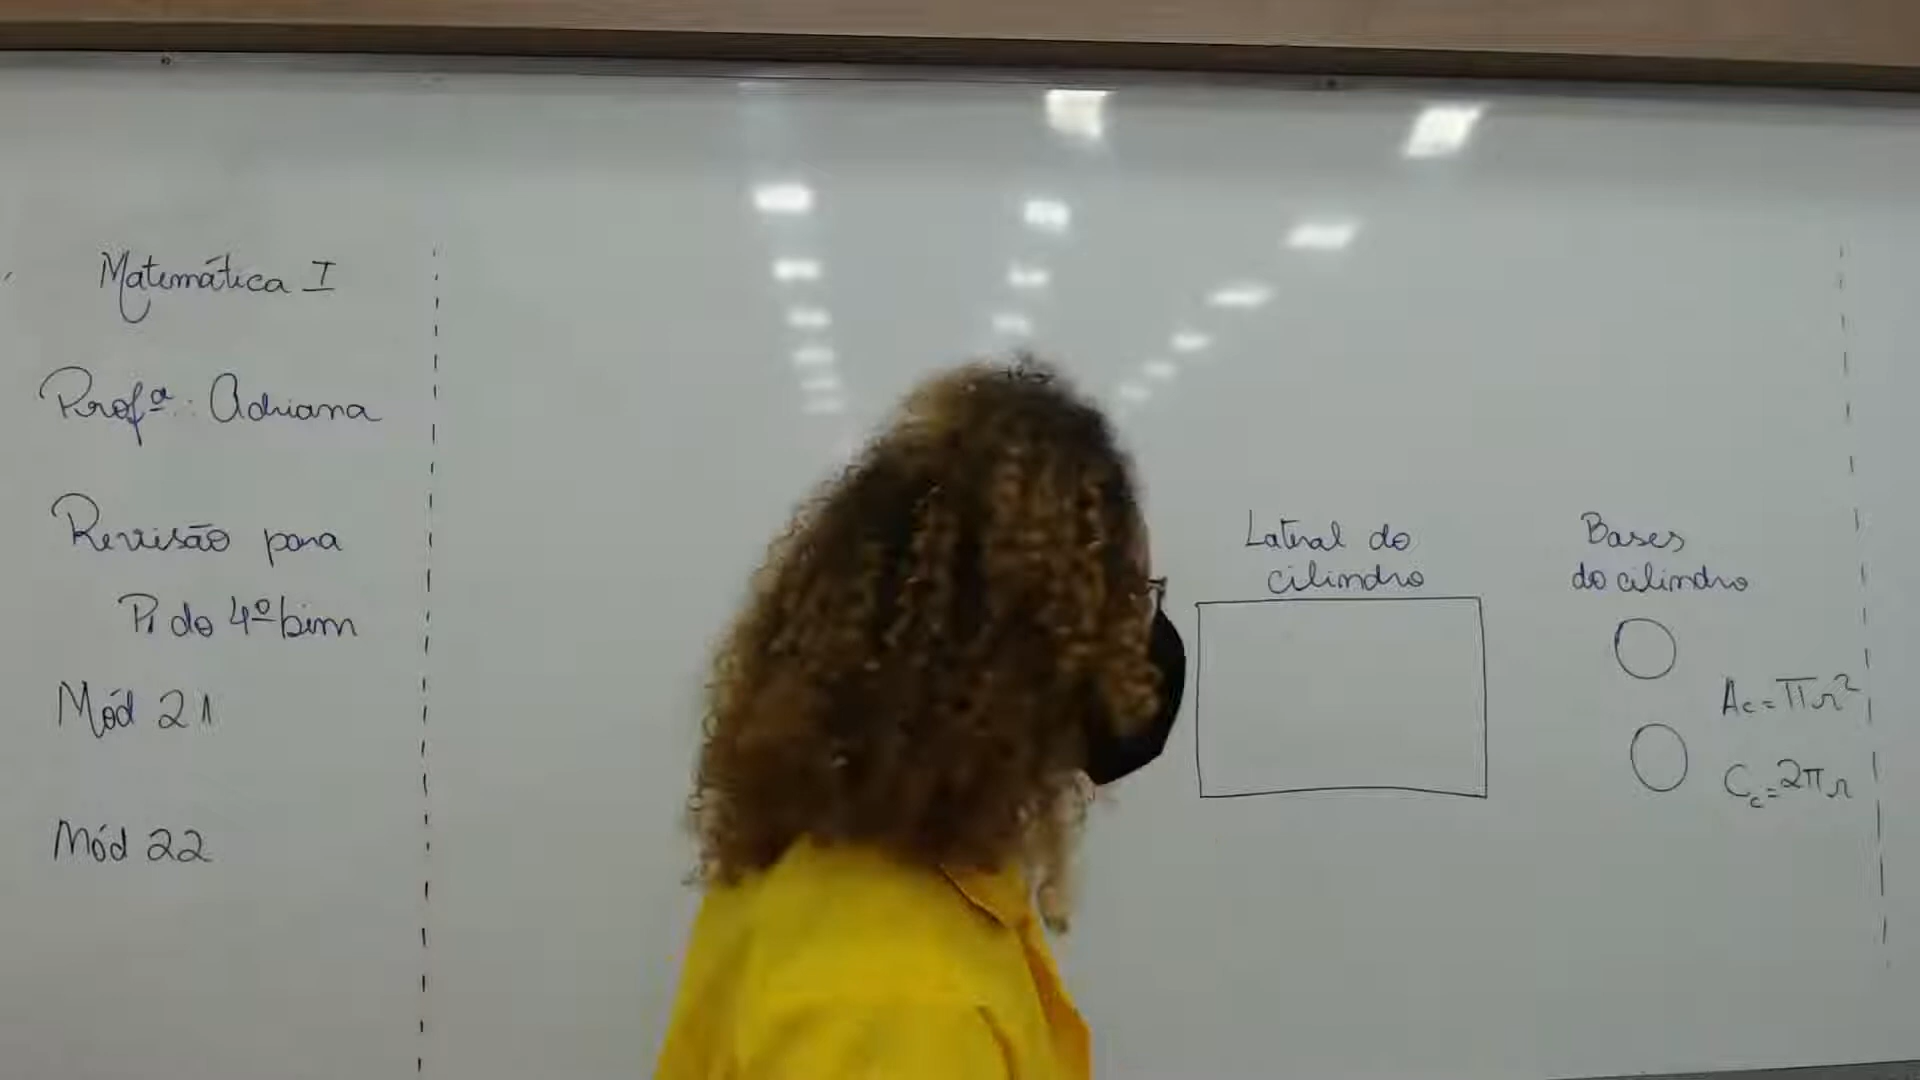 Matemática I
Profª: Adriana
Revisão para
P1 do 4º bim
Mód 21
Mód 22
Lateral do
cilindro
Bases
do cilindro
Ac = πr²
Cc = 2πr